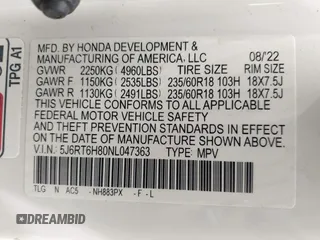 TPG A1
MFD. BY HONDA DEVELOPMENT &
MANUFACTURING OF AMERICA, LLC 08/22
GVWR 2250KG (4960LBS) TIRE SIZE RIM SIZE
GAWR F 1150KG (2535LBS) 235/60R18 103H 18X7.5J
GAWR R 1130KG (2491LBS) 235/60R18 103H 18X7.5J
THIS VEHICLE CONFORMS TO ALL APPLICABLE
FEDERAL MOTOR VEHICLE SAFETY
AND THEFT PREVENTION STANDARDS IN EFFECT
ON THE DATE OF MANUFACTURE SHOWN ABOVE.
V.I.N.: 5J6RT6H80NL047363 TYPE: MPV
TLG N AC5 -NH883PX -F-L
DREAMBID